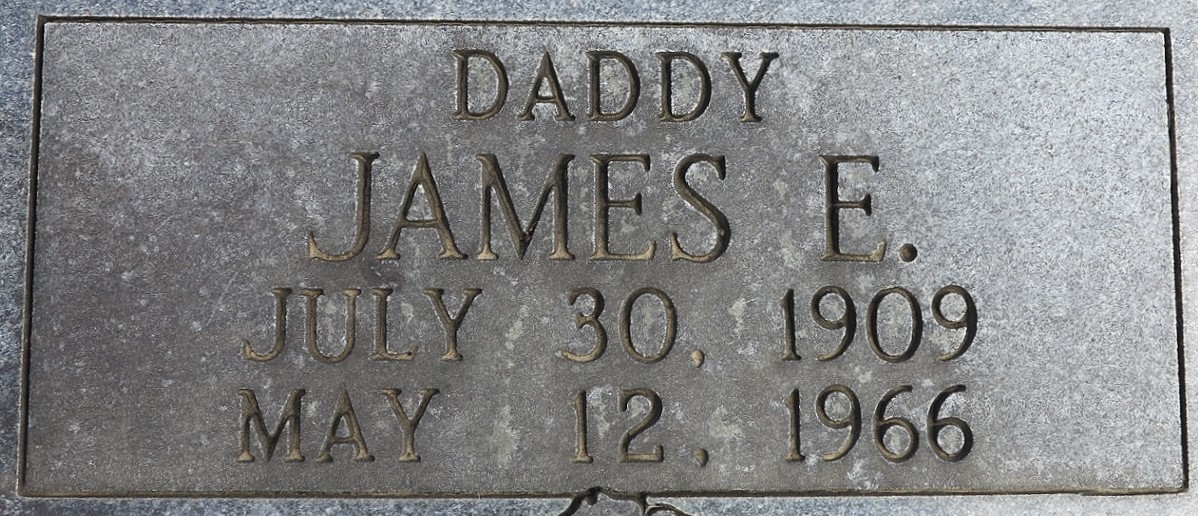 DADDY
JAMES E.
JULY 30, 1909
MAY 12, 1966